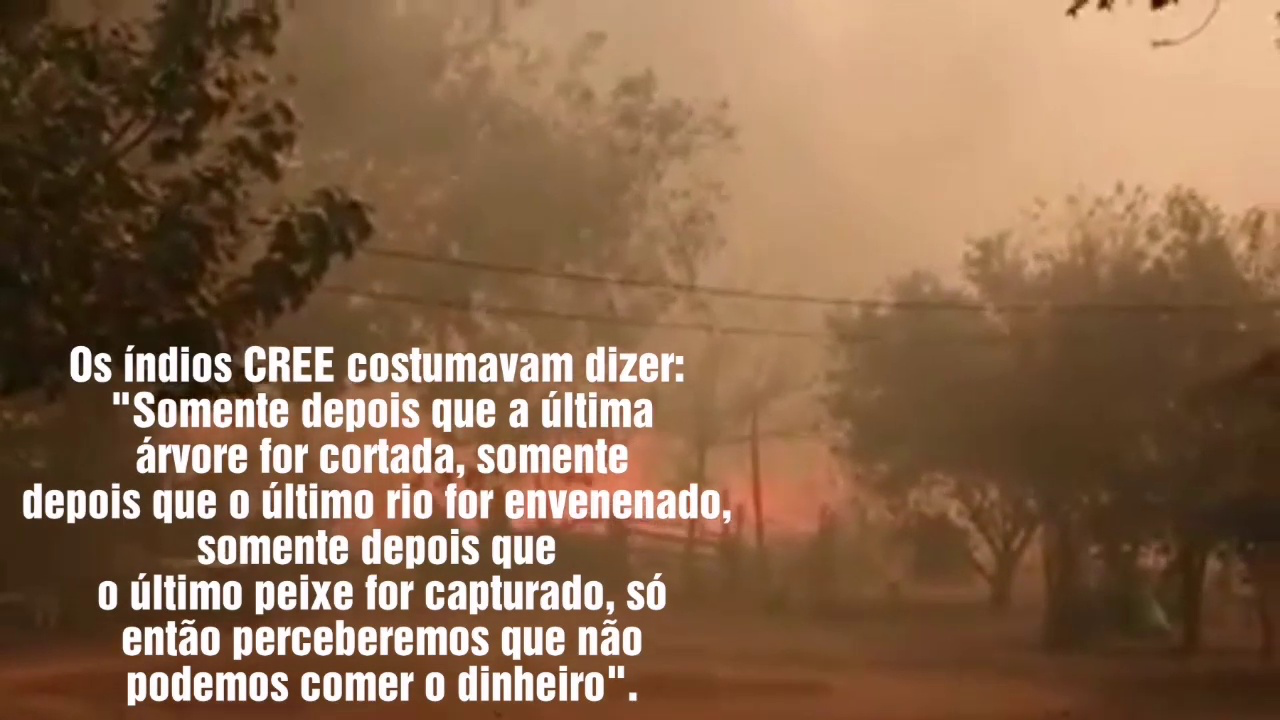 Os índios CREE costumavam dizer:
"Somente depois que a última
árvore for cortada, somente
depois que o último rio for envenenado,
somente depois que
o último peixe for capturado, só
então perceberemos que não
podemos comer o dinheiro".